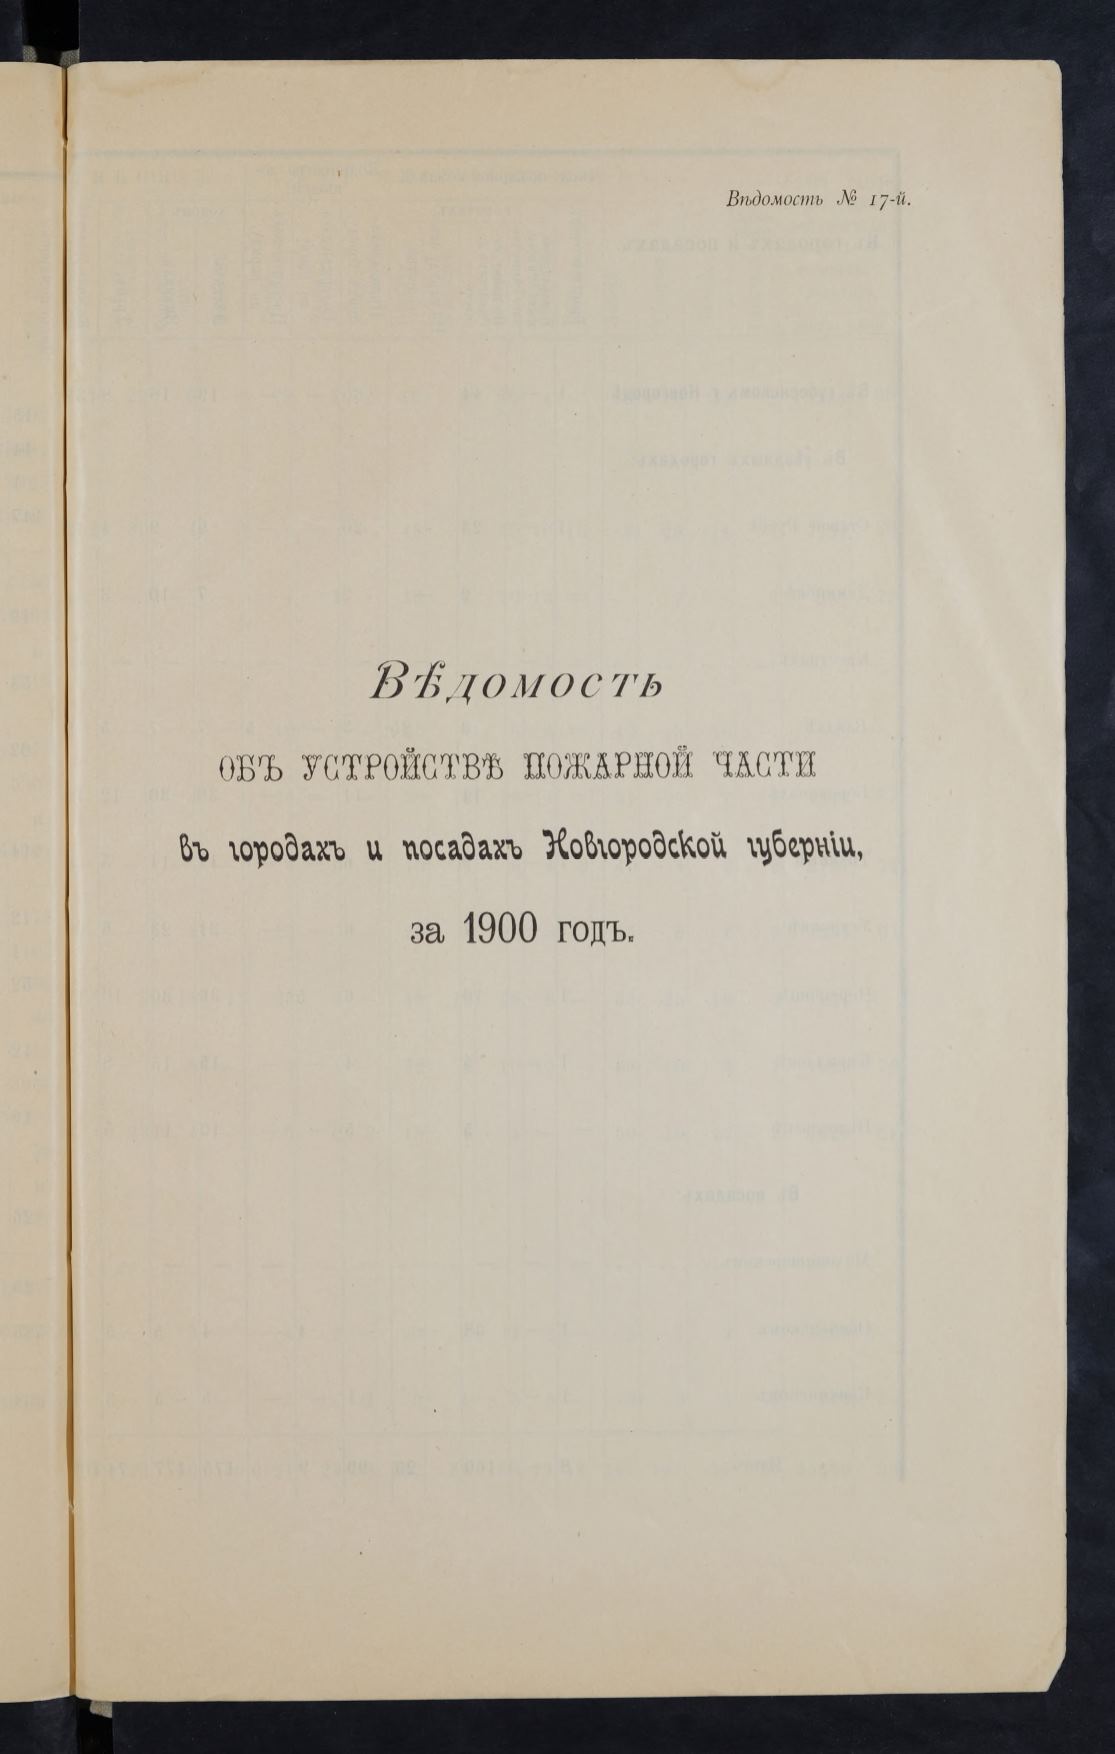 Вѣдомость № 17-й.
Вѣдомость
ОБЪ УСТРОЙСТВѢ ПОЖАРНОЙ ЧАСТИ
въ городахъ и посадахъ Новгородской губерніи,
за 1900 годъ.